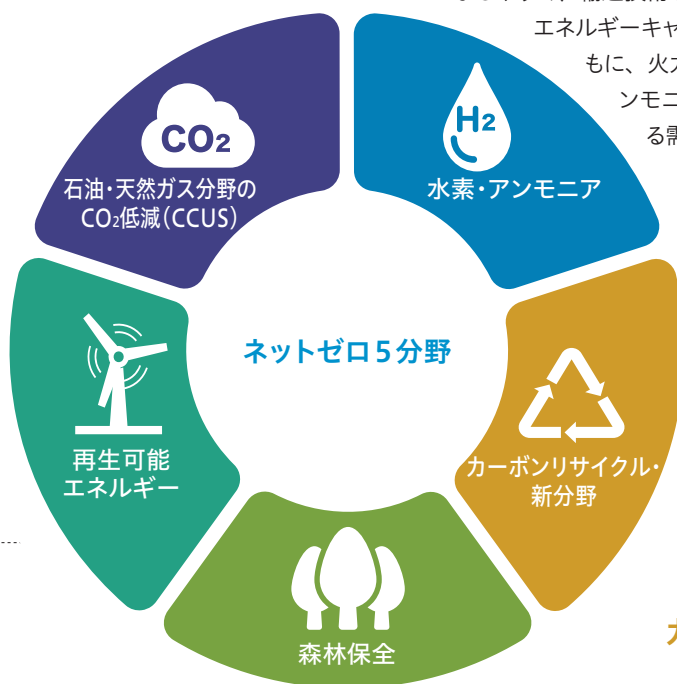 エネルギーキャ
もに、火力
ンモニ
る需
CO2
石油・天然ガス分野の
CO2低減（CCUS）
H2
水素・アンモニア
ネットゼロ5分野
再生可能
エネルギー
カーボンリサイクル・
新分野
森林保全